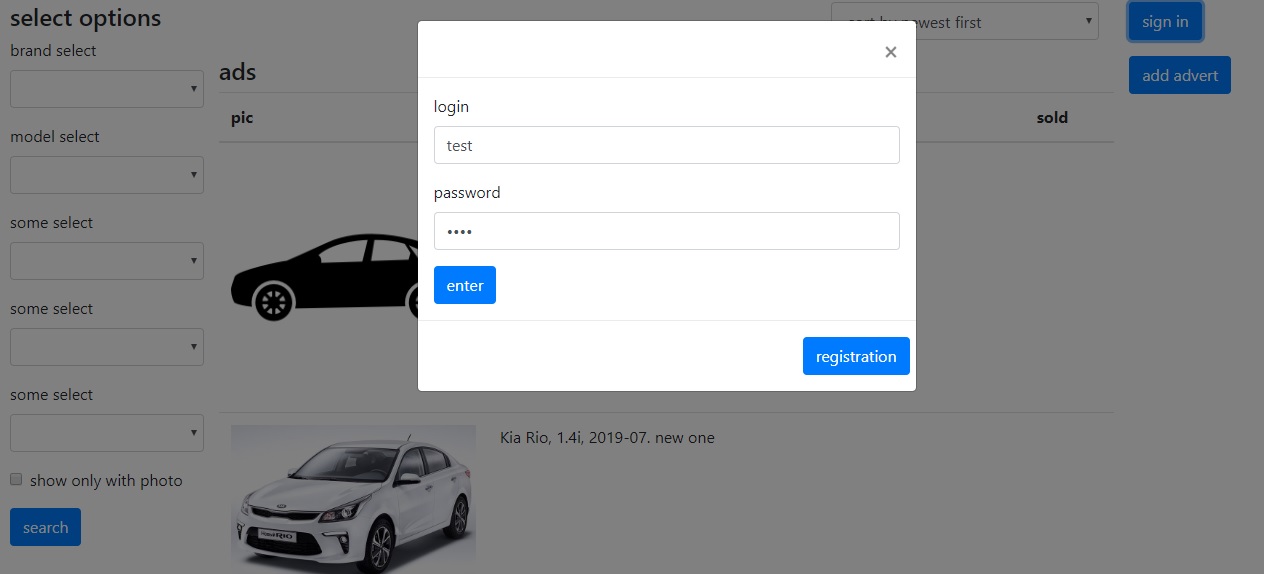 select options
brand select
model select
some select
some select
some select
show only with photo
search
ads
pic
sold
sort by newest first
sign in
add advert
×
login
test
password
••••
enter
registration
Kia Rio, 1.4i, 2019-07. new one
RIO